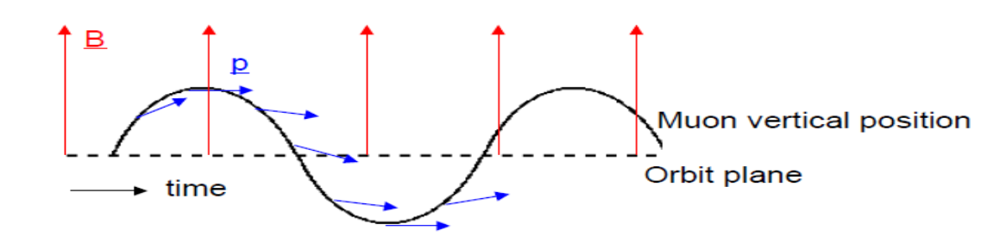 B
p
Muon vertical position
Orbit plane
time